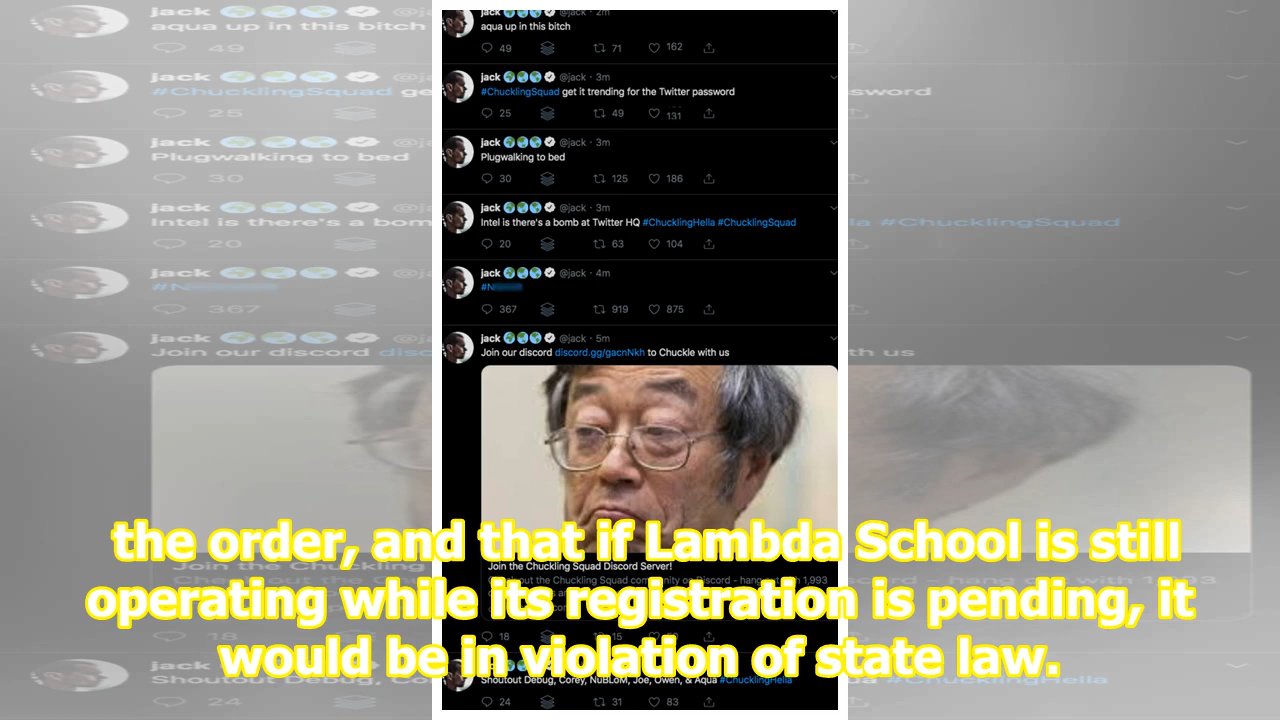 jack @jack · 2m
aqua up in this bitch
49 71 162
jack @jack · 3m
#ChucklingSquad get it trending for the Twitter password
25 49 131
jack @jack · 3m
Plugwalking to bed
30 125 186
jack @jack · 3m
Intel is there's a bomb at Twitter HQ #ChucklingHella #ChucklingSquad
20 63 104
jack @jack · 4m
#N
367 919 875
jack @jack · 5m
Join our discord discord.gg/gacnNkh to Chuckle with us
the order, and that if Lambda School is still
Join the Chuckling Squad Discord Server!
operating while its registration is pending, it
18 15
would be in violation of state law.
Shoutout Debug, Corey, NuBLoM, Joe, Owen, & Aqua #ChucklingHella
24 31 83